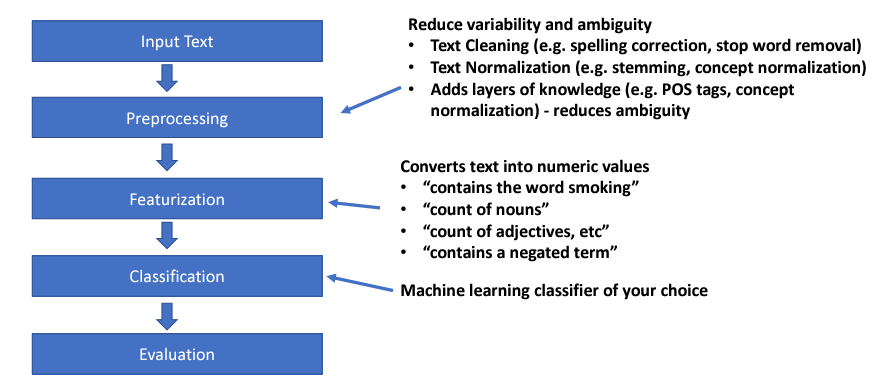 Input Text
Reduce variability and ambiguity
• Text Cleaning (e.g. spelling correction, stop word removal)
• Text Normalization (e.g. stemming, concept normalization)
• Adds layers of knowledge (e.g. POS tags, concept
normalization) - reduces ambiguity
Preprocessing
Converts text into numeric values
• “contains the word smoking”
• “count of nouns”
• “count of adjectives, etc”
• “contains a negated term”
Featurization
Classification
Machine learning classifier of your choice
Evaluation